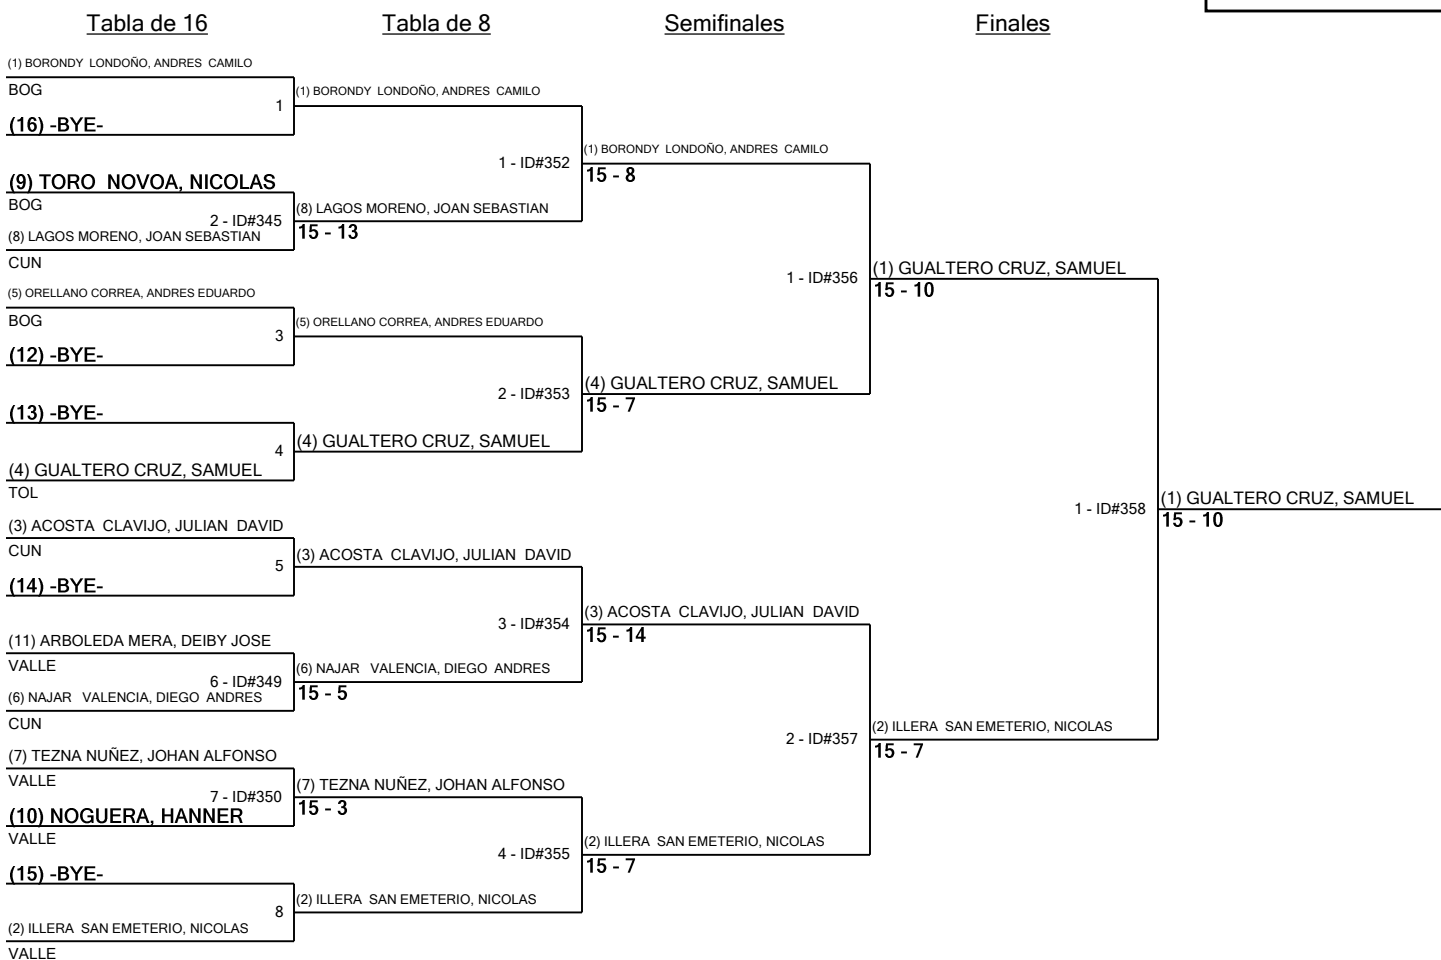 Tabla de 16
Tabla de 8
Semifinales
Finales
(1) BORONDY LONDOÑO, ANDRES CAMILO
BOG
1
(16) -BYE-
(9) TORO NOVOA, NICOLAS
BOG
2 - ID#345
(8) LAGOS MORENO, JOAN SEBASTIAN
CUN
(5) ORELLANO CORREA, ANDRES EDUARDO
BOG
3
(12) -BYE-
(13) -BYE-
4
(4) GUALTERO CRUZ, SAMUEL
TOL
(3) ACOSTA CLAVIJO, JULIAN DAVID
CUN
5
(14) -BYE-
(11) ARBOLEDA MERA, DEIBY JOSE
VALLE
6 - ID#349
(6) NAJAR VALENCIA, DIEGO ANDRES
CUN
(7) TEZNA NUÑEZ, JOHAN ALFONSO
VALLE
7 - ID#350
(10) NOGUERA, HANNER
VALLE
(15) -BYE-
8
(2) ILLERA SAN EMETERIO, NICOLAS
VALLE
(1) BORONDY LONDOÑO, ANDRES CAMILO
1 - ID#352
(8) LAGOS MORENO, JOAN SEBASTIAN
15 - 13
(5) ORELLANO CORREA, ANDRES EDUARDO
2 - ID#353
(4) GUALTERO CRUZ, SAMUEL
(3) ACOSTA CLAVIJO, JULIAN DAVID
3 - ID#354
(6) NAJAR VALENCIA, DIEGO ANDRES
15 - 5
(7) TEZNA NUÑEZ, JOHAN ALFONSO
15 - 3
4 - ID#355
(2) ILLERA SAN EMETERIO, NICOLAS
(1) BORONDY LONDOÑO, ANDRES CAMILO
15 - 8
1 - ID#356
(4) GUALTERO CRUZ, SAMUEL
15 - 7
(3) ACOSTA CLAVIJO, JULIAN DAVID
15 - 14
2 - ID#357
(2) ILLERA SAN EMETERIO, NICOLAS
15 - 7
(1) GUALTERO CRUZ, SAMUEL
15 - 10
1 - ID#358
(2) ILLERA SAN EMETERIO, NICOLAS
15 - 7
(1) GUALTERO CRUZ, SAMUEL
15 - 10